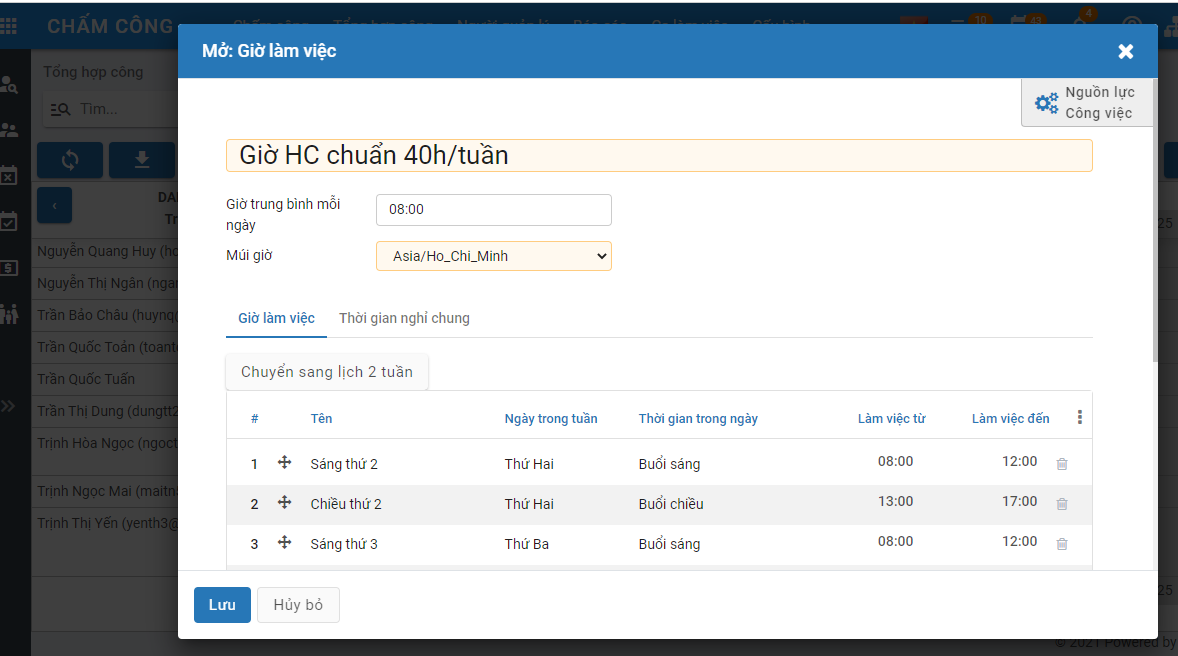 CHẤM CÔNG
10
43
4
Mở: Giờ làm việc
Tổng hợp công
Tìm...
Nguồn lực
Công việc
Giờ HC chuẩn 40h/tuần
Giờ trung bình mỗi
ngày
08:00
Múi giờ
Asia/Ho_Chi_Minh
Nguyễn Quang Huy
Nguyễn Thị Ngân
Trần Bảo Châu
Trần Quốc Toán
Trần Quốc Tuấn
Trần Thị Dung (dungtt2
Trịnh Hòa Ngọc (ngoct
Trịnh Ngọc Mai
Trịnh Thị Yến (yenth3@
Giờ làm việc Thời gian nghỉ chung
Chuyển sang lịch 2 tuần
# Tên Ngày trong tuần Thời gian trong ngày Làm việc từ Làm việc đến
1 Sáng thứ 2 Thứ Hai Buổi sáng 08:00 12:00
2 Chiều thứ 2 Thứ Hai Buổi chiều 13:00 17:00
3 Sáng thứ 3 Thứ Ba Buổi sáng 08:00 12:00
Lưu Hủy bỏ
25
25
© 2021 Powered by